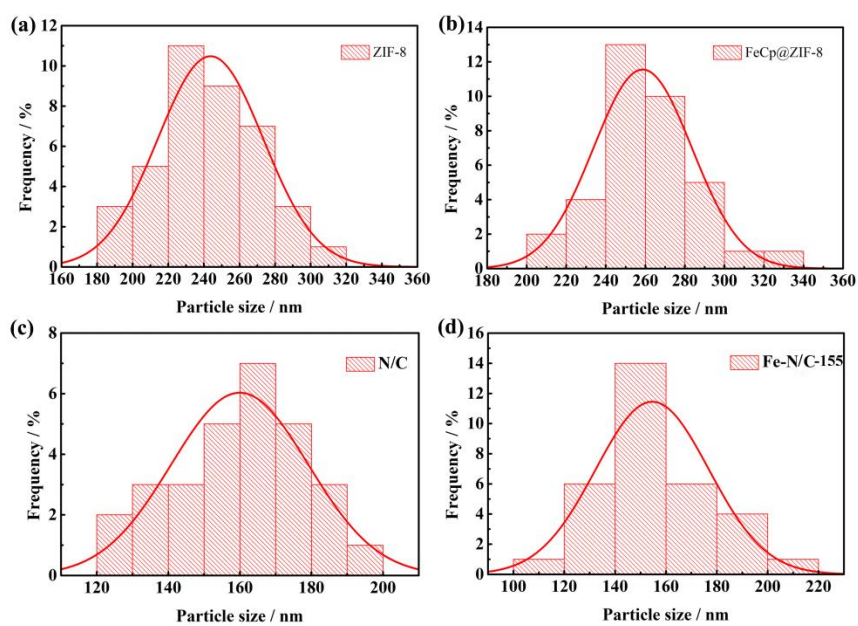 (a)
ZIF-8
Frequency / %
12
10
8
6
4
2
0
160 180 200 220 240 260 280 300 320 340 360
Particle size / nm
(b)
FeCp@ZIF-8
Frequency / %
14
12
10
8
6
4
2
0
180 200 220 240 260 280 300 320 340 360
Particle size / nm
(c)
N/C
Frequency / %
8
6
4
2
0
120 140 160 180 200
Particle size / nm
(d)
Fe-N/C-155
Frequency / %
16
14
12
10
8
6
4
2
0
100 120 140 160 180 200 220
Particle size / nm